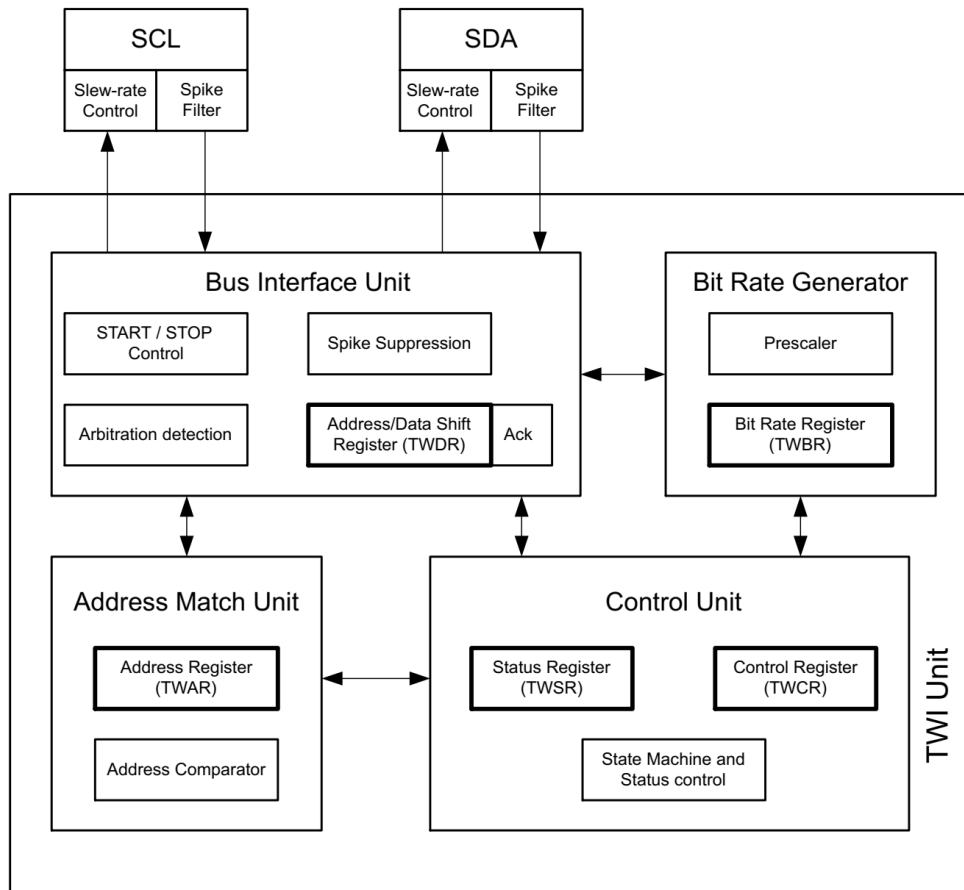 SCL
SDA
Slew-rate
Control
Spike
Filter
Slew-rate
Control
Spike
Filter
Bus Interface Unit
START / STOP
Control
Spike Suppression
Arbitration detection
Address/Data Shift
Register (TWDR)
Ack
Bit Rate Generator
Prescaler
Bit Rate Register
(TWBR)
Address Match Unit
Address Register
(TWAR)
Address Comparator
Control Unit
Status Register
(TWSR)
Control Register
(TWCR)
State Machine and
Status control
TWI Unit